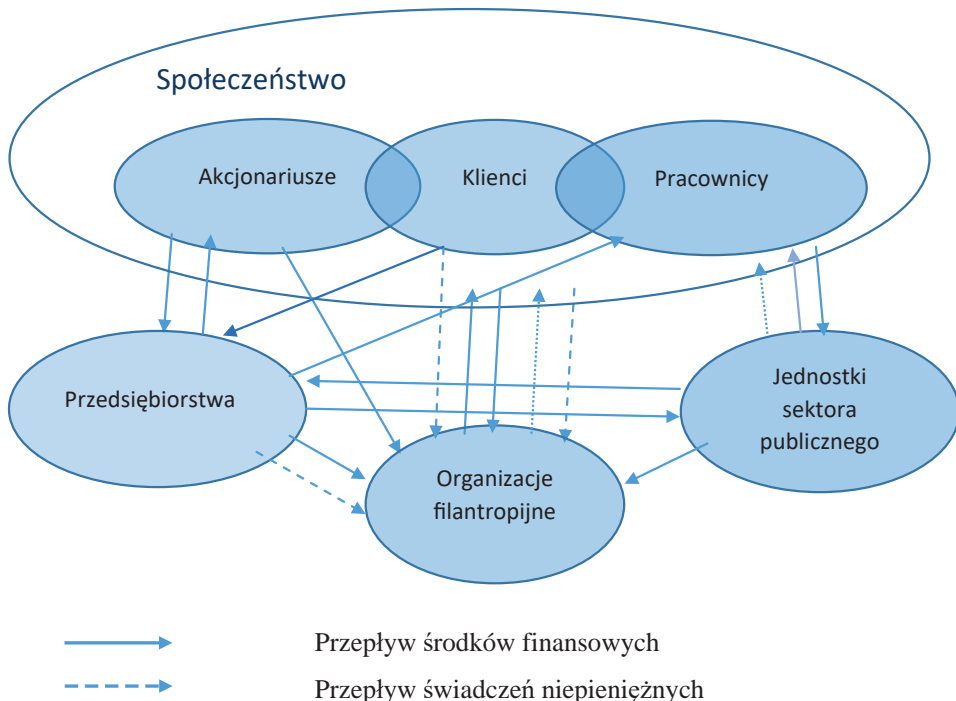 Społeczeństwo
Akcjonariusze
Klienci
Pracownicy
Przedsiębiorstwa
Jednostki
sektora
publicznego
Organizacje
filantropijne
Przepływ środków finansowych
Przepływ świadczeń niepieniężnych